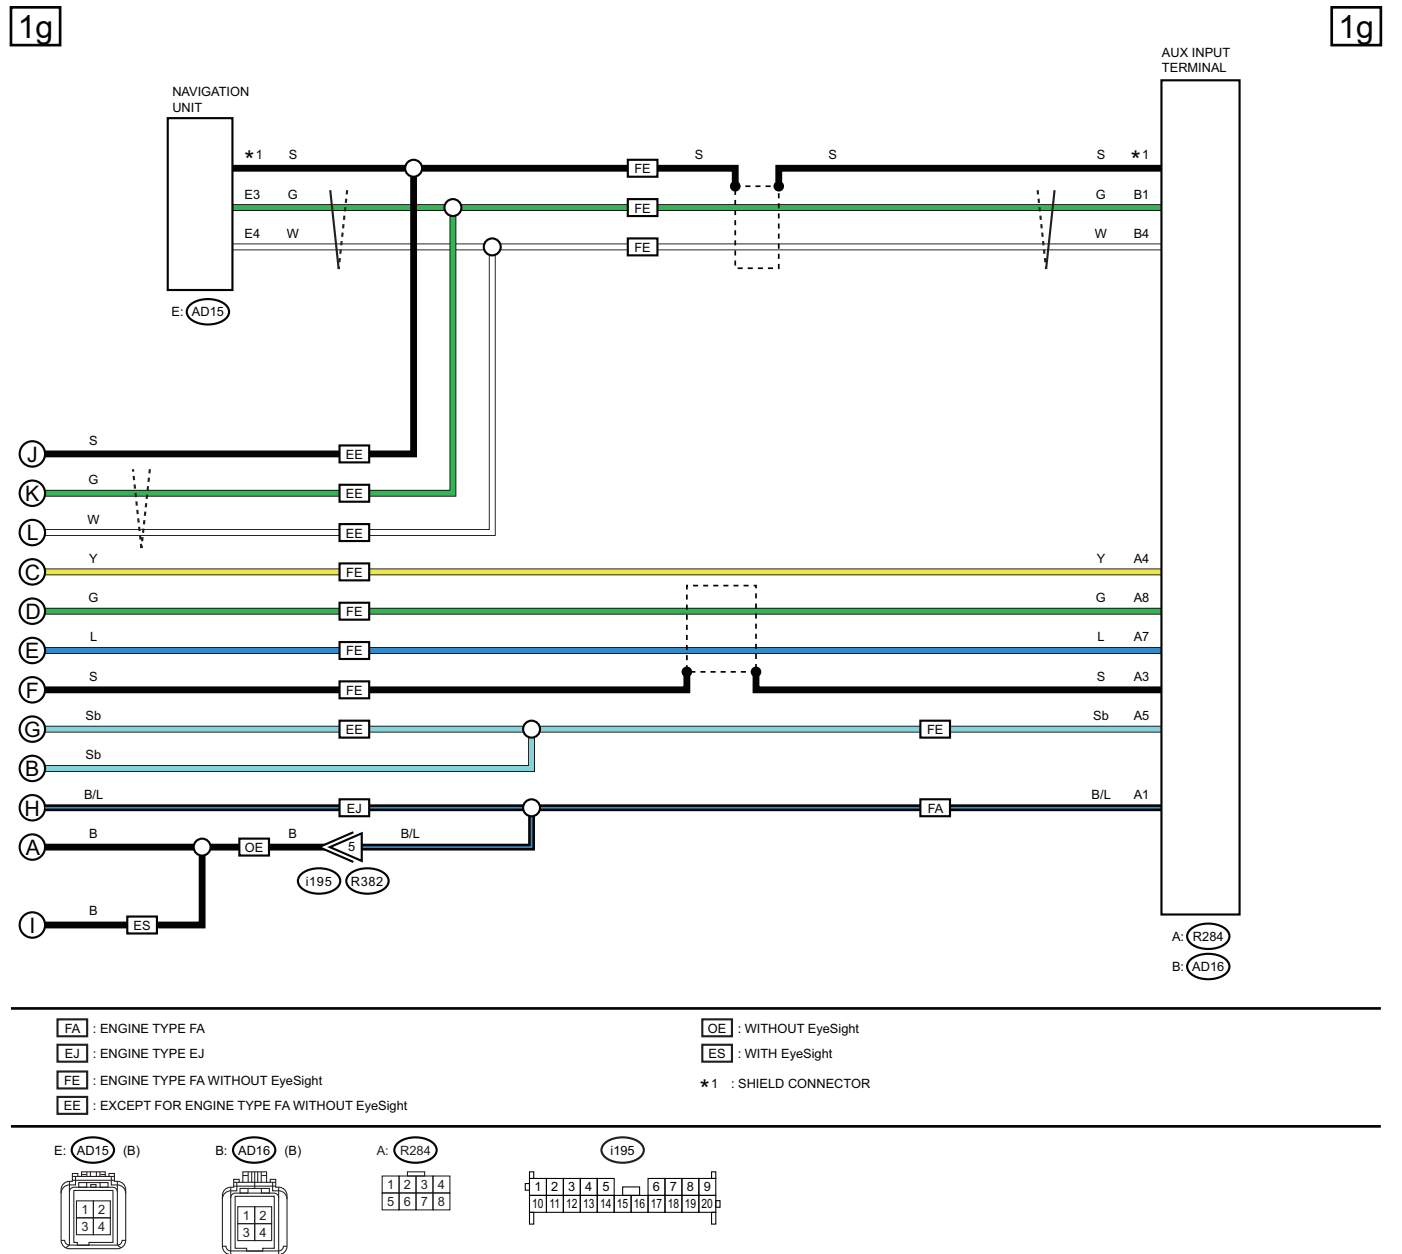 1g 1g
AUX INPUT
TERMINAL
NAVIGATION
UNIT
*1 S FE S S S *1
E3 G FE G B1
E4 W FE W B4
E: AD15
J S EE
K G EE
L W EE
C Y FE Y A4
D G FE G A8
E L FE L A7
F S FE S A3
G Sb EE FE Sb A5
B Sb
H B/L EJ FA B/L A1
A B OE B 5 B/L
i195 R382
I B ES
A: R284
B: AD16
FA : ENGINE TYPE FA
EJ : ENGINE TYPE EJ
FE : ENGINE TYPE FA WITHOUT EyeSight
EE : EXCEPT FOR ENGINE TYPE FA WITHOUT EyeSight
OE : WITHOUT EyeSight
ES : WITH EyeSight
*1 : SHIELD CONNECTOR
E: AD15 (B)
1 2
3 4
B: AD16 (B)
1 2
3 4
A: R284
1 2 3 4
5 6 7 8
i195
1 2 3 4 5 6 7 8 9
10 11 12 13 14 15 16 17 18 19 20